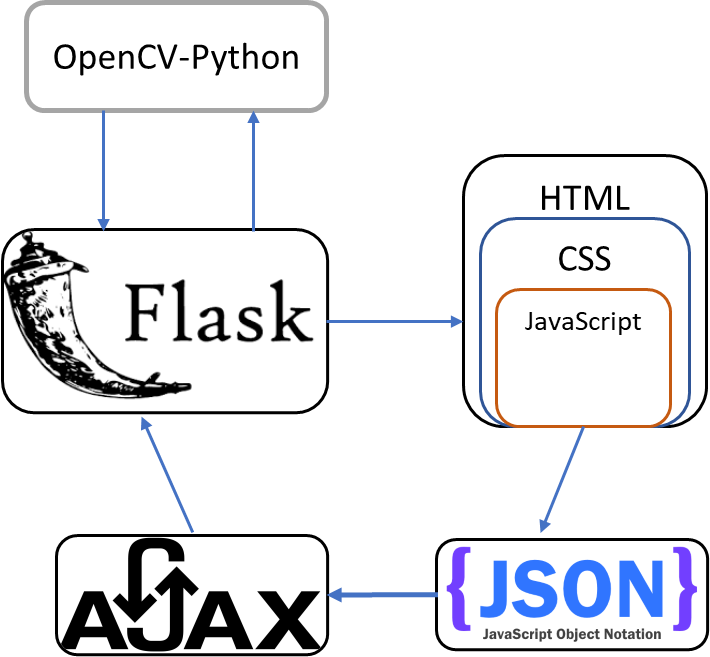 OpenCV-Python
HTML
CSS
JavaScript
Flask
AJAX
{JSON}
JavaScript Object Notation